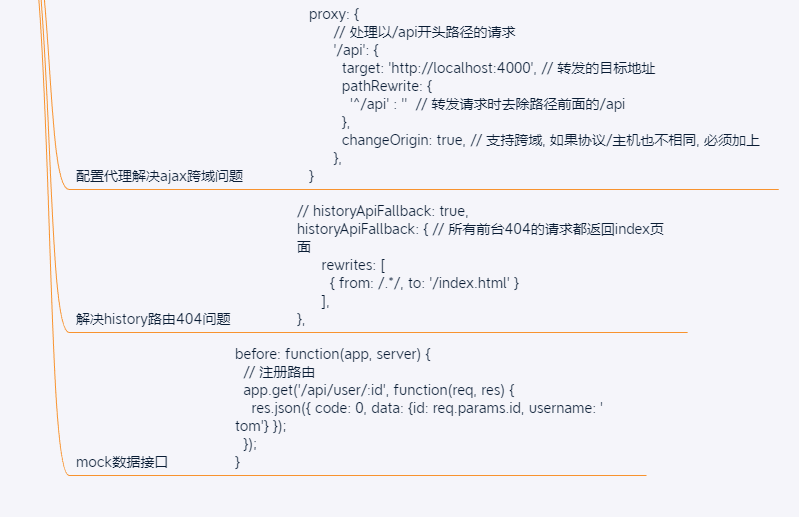 proxy: {
// 处理以/api开头路径的请求
'/api': {
target: 'http://localhost:4000', // 转发的目标地址
pathRewrite: {
'^/api' : '' // 转发请求时去除路径前面的/api
},
changeOrigin: true, // 支持跨域, 如果协议/主机也不相同, 必须加上
},
}
配置代理解决ajax跨域问题
// historyApiFallback: true,
historyApiFallback: { // 所有前台404的请求都返回index页
面
rewrites: [
{ from: /.*/, to: '/index.html' }
],
},
解决history路由404问题
before: function(app, server) {
// 注册路由
app.get('/api/user/:id', function(req, res) {
res.json({ code: 0, data: {id: req.params.id, username: '
tom'} });
});
}
mock数据接口